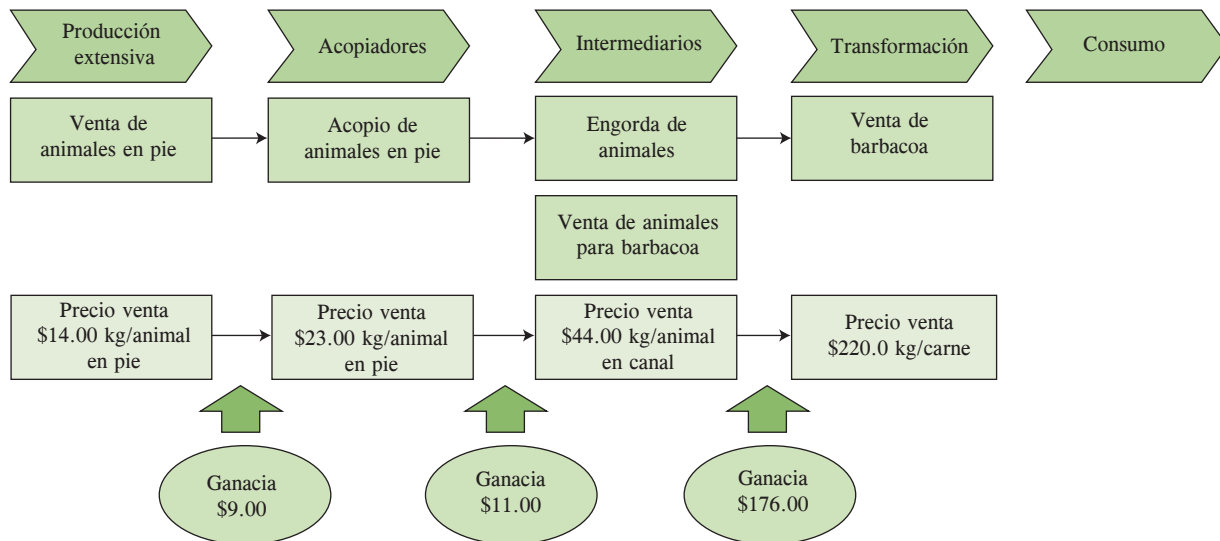 Producción
extensiva
Acopiadores
Intermediarios
Transformación
Consumo
Venta de
animales en pie
Acopio de
animales en pie
Engorda de
animales
Venta de
barbacoa
Venta de animales
para barbacoa
Precio venta
$14.00 kg/animal
en pie
Precio venta
$23.00 kg/animal
en pie
Precio venta
$44.00 kg/animal
en canal
Precio venta
$220.0 kg/carne
Ganacia
$9.00
Ganacia
$11.00
Ganacia
$176.00